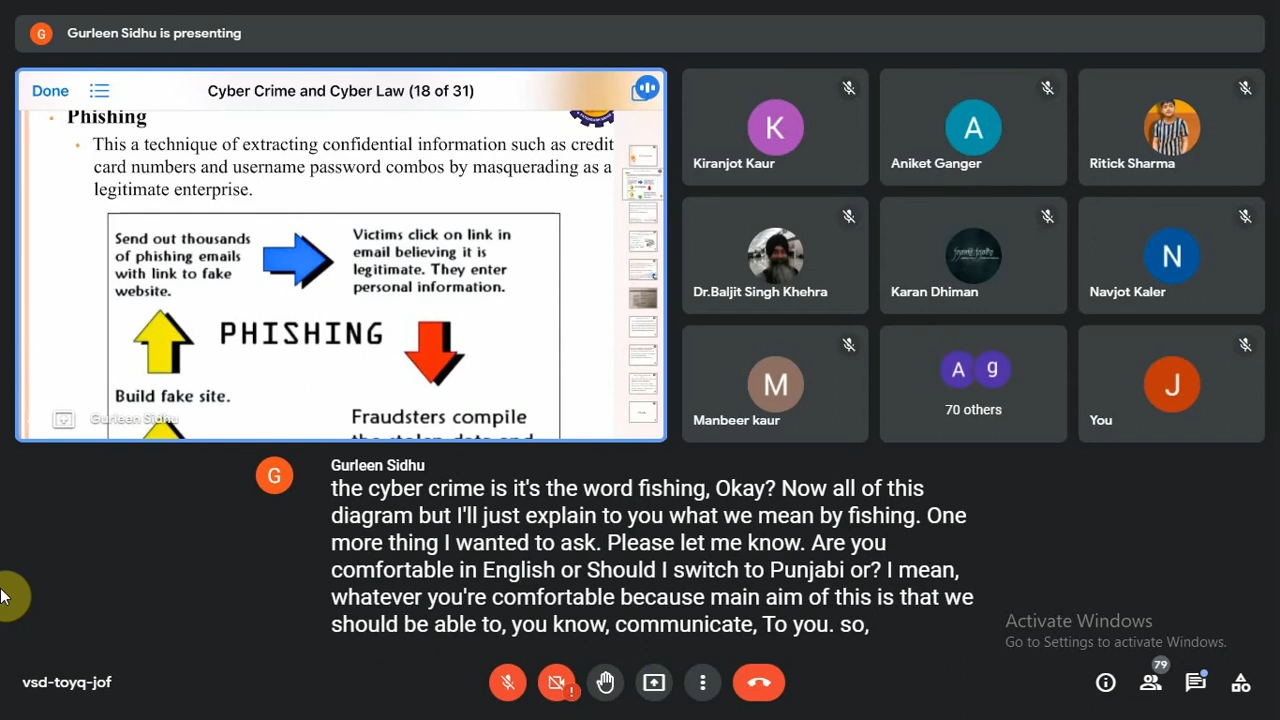 G
Gurleen Sidhu is presenting
Done
Cyber Crime and Cyber Law (18 of 31)
Phishing
This a technique of extracting confidential information such as credit
card numbers and username password combos by masquerading as a
legitimate enterprise.
Send out thousands
of phishing emails
with link to fake
website.
Victims click on link in
email believing it is
legitimate. They enter
personal information.
PHISHING
Build fake site.
Fraudsters compile
the stolen data and
Gurleen Sidhu
K
Kiranjot Kaur
A
Aniket Ganger
Ritick Sharma
Dr.Baljit Singh Khehra
Karan Dhiman
N
Navjot Kaler
M
Manbeer kaur
A g
70 others
J
You
G
Gurleen Sidhu
the cyber crime is it's the word fishing, Okay? Now all of this
diagram but I'll just explain to you what we mean by fishing. One
more thing I wanted to ask. Please let me know. Are you
comfortable in English or Should I switch to Punjabi or? I mean,
whatever you're comfortable because main aim of this is that we
should be able to, you know, communicate, To you. so,
Activate Windows
Go to Settings to activate Windows.
vsd-toyq-jof
!
79